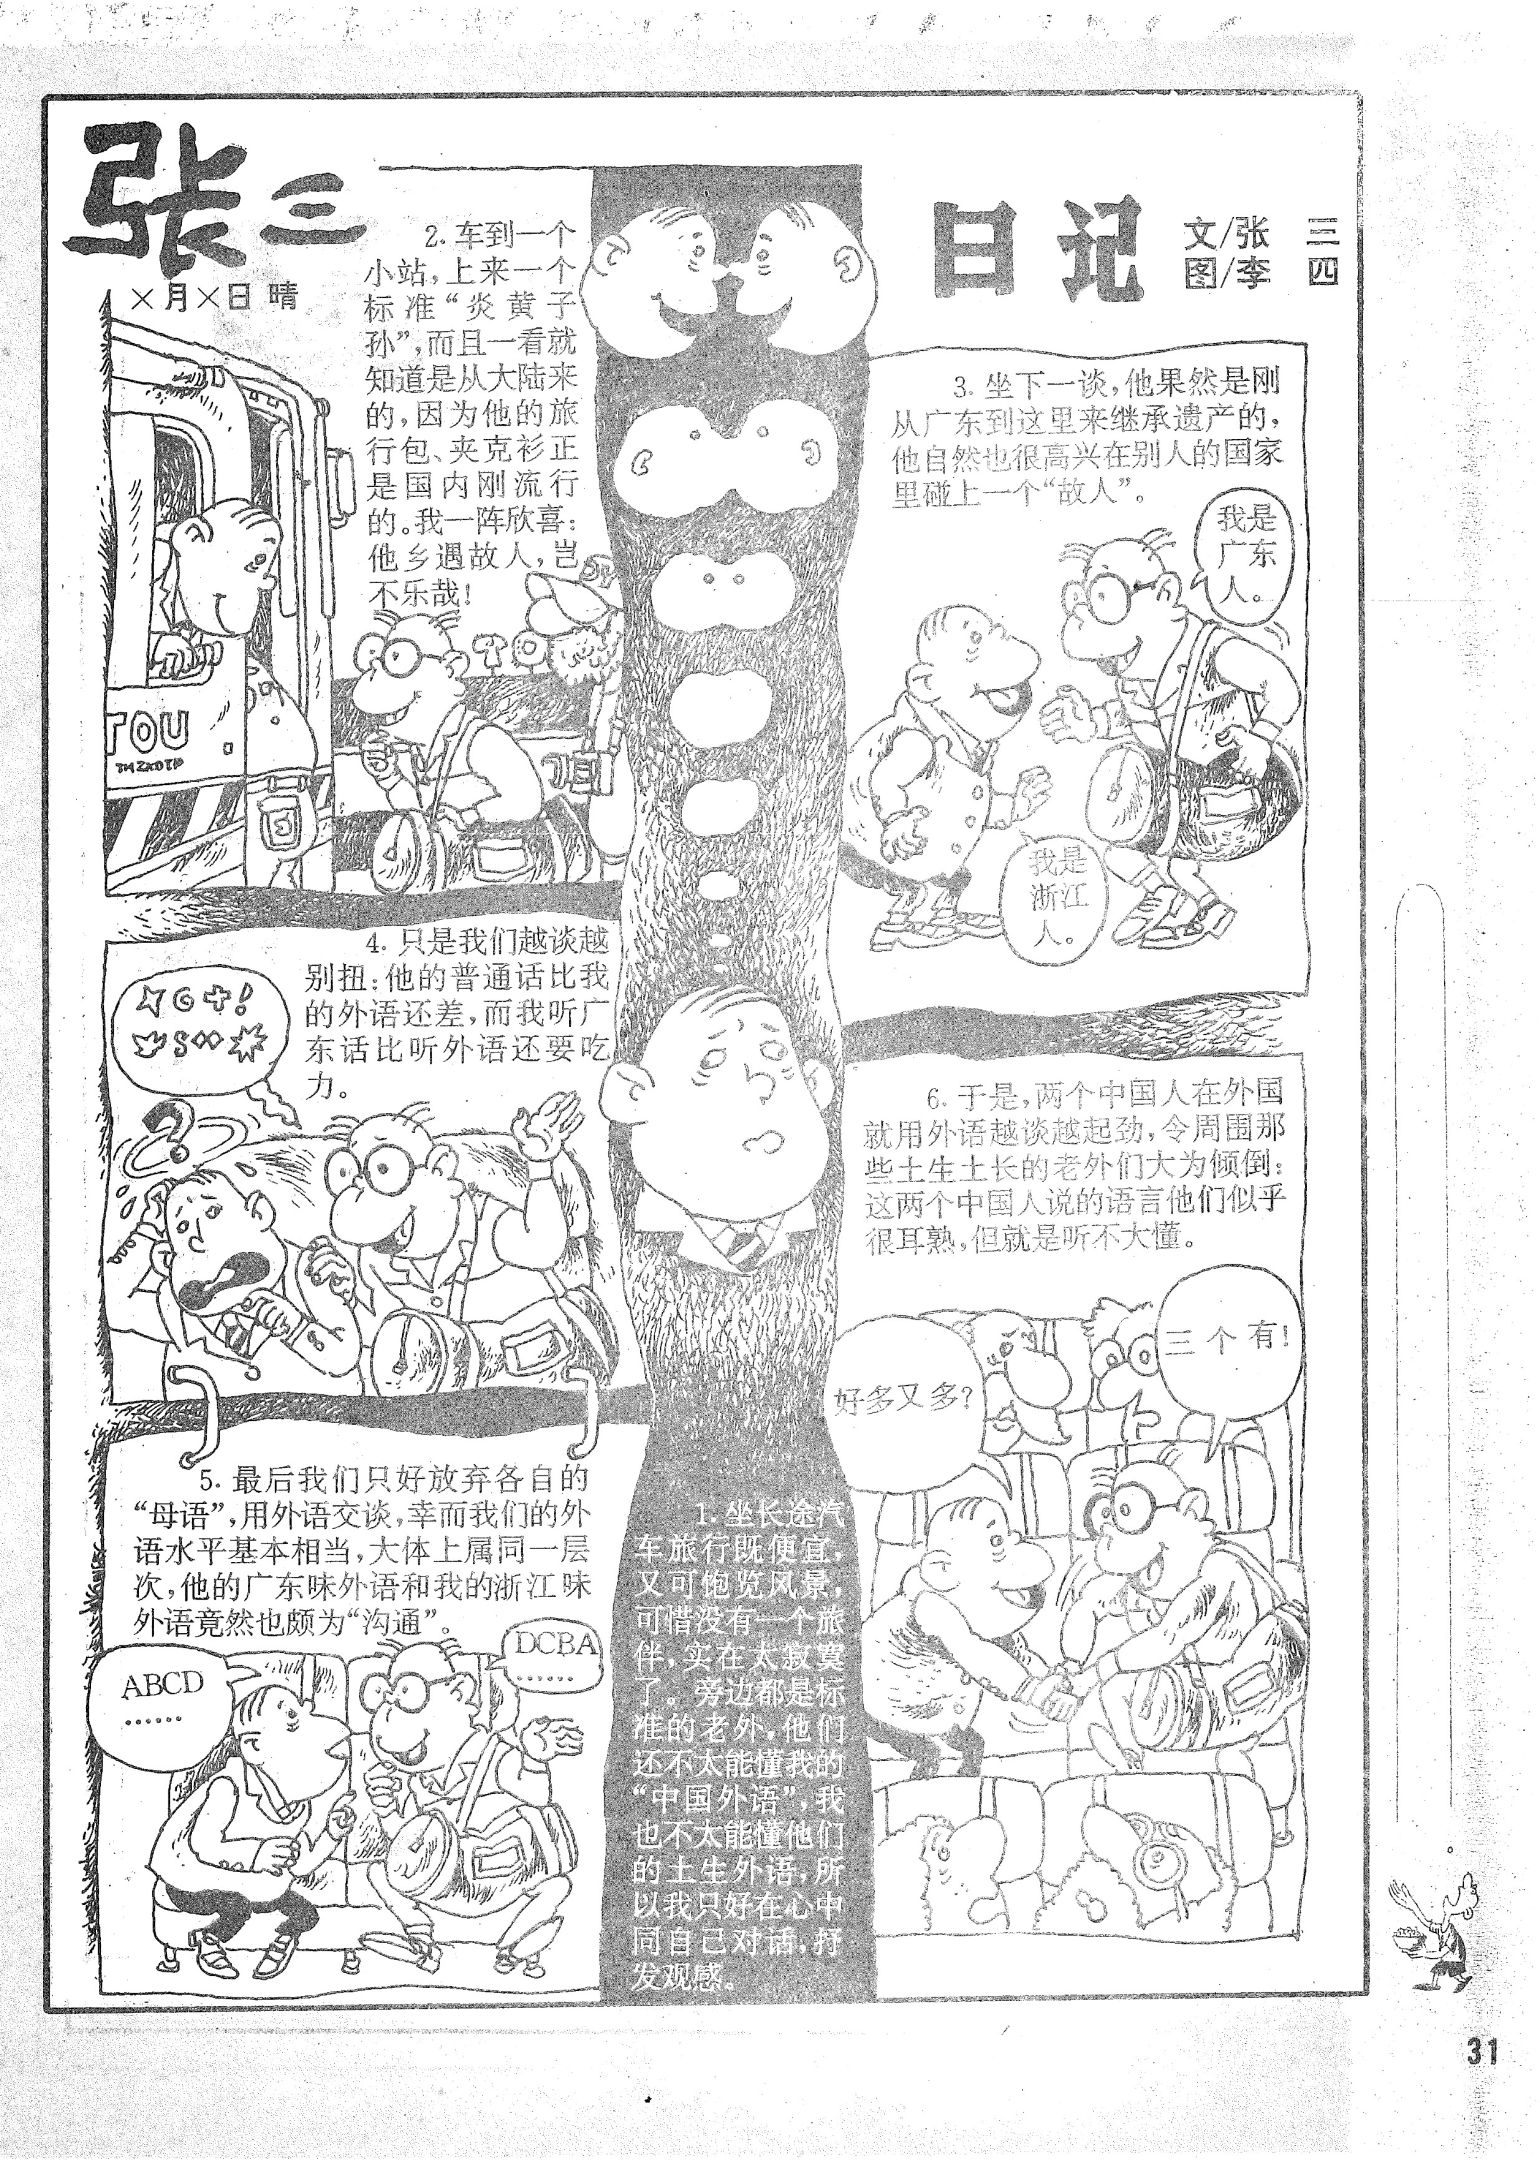 张三日记
文/张 三
图/李 四
×月×日 晴
1. 坐长途汽
车旅行既便宜,
又可饱览风景,
可惜没有一个旅
伴,实在太寂寞
了。旁边都是标
准的老外,他们
还不太能懂我的
“中国外语”,我
也不太能懂他们
的土生外语,所
以我只好在心中
同自己对话,抒
发观感。
2. 车到一个
小站,上来一个
标准“炎黄子
孙”,而且一看就
知道是从大陆来
的,因为他的旅
行包、夹克衫正
是国内刚流行
的。我一阵欣喜:
他乡遇故人,岂
不乐哉!
TOU
3. 坐下一谈,他果然是刚
从广东到这里来继承遗产的,
他自然也很高兴在别人的国家
里碰上一个“故人”。
我是
广东
人。
我是
浙江
人。
4. 只是我们越谈越
别扭:他的普通话比我
的外语还差,而我听广
东话比听外语还要吃
力。
?
5. 最后我们只好放弃各自的
“母语”,用外语交谈,幸而我们的外
语水平基本相当,大体上属同一层
次,他的广东味外语和我的浙江味
外语竟然也颇为“沟通”。
ABCD
……
DCBA
……
6. 于是,两个中国人在外国
就用外语越谈越起劲,令周围那
些土生土长的老外们大为倾倒:
这两个中国人说的语言他们似乎
很耳熟,但就是听不大懂。
好多又多?
三个有!
31